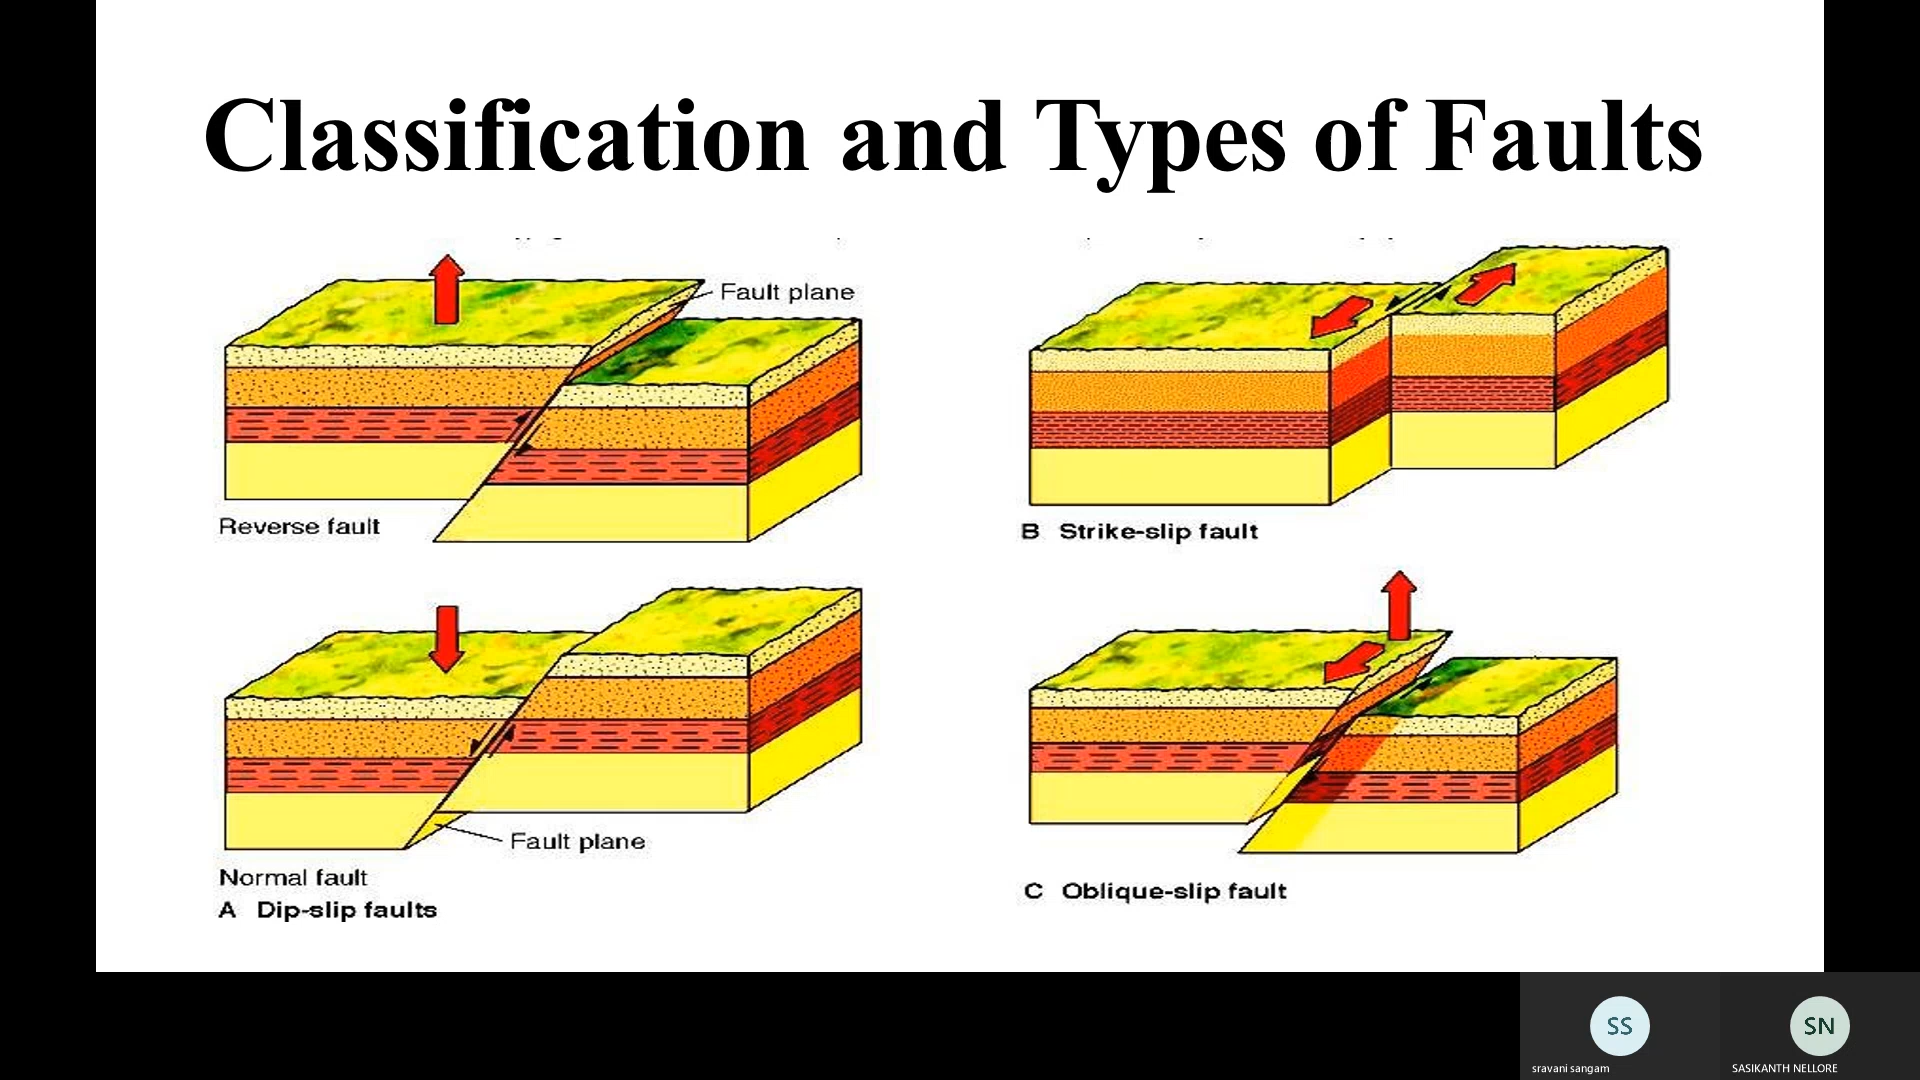 Classification and Types of Faults
Fault plane
Reverse fault
B Strike-slip fault
Fault plane
Normal fault
A Dip-slip faults
C Oblique-slip fault
SS
SN
sravani sangam
SASIKANTH NELLORE